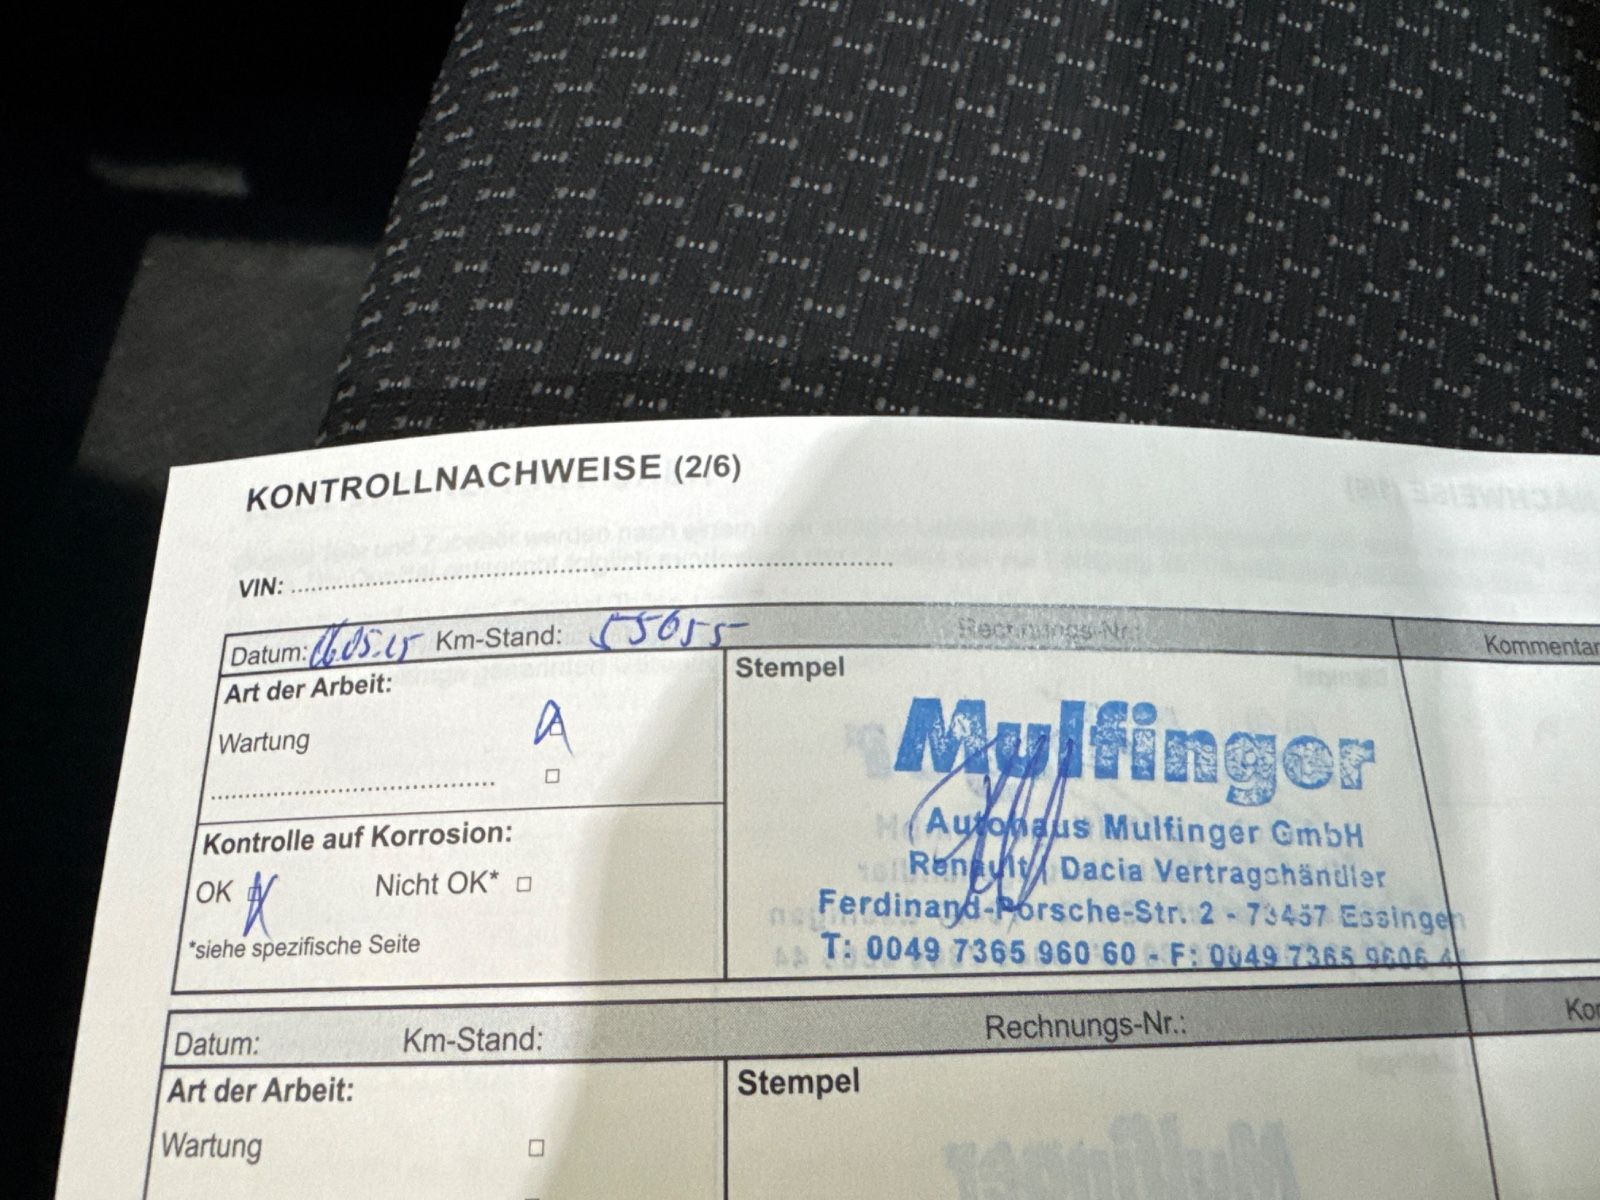 KONTROLLNACHWEISE (2/6)
VIN:
Datum: 06.05.25 Km-Stand: 55055 Rechnungs-Nr.: Kommentar
Art der Arbeit:
Wartung
Kontrolle auf Korrosion:
OK Nicht OK*
*siehe spezifische Seite
Stempel
Mulfinger
Autohaus Mulfinger GmbH
Renault Dacia Vertragshändler
Ferdinand-Porsche-Str. 2 - 73457 Essingen
T: 0049 7365 960 60 - F: 0049 7365 9606 4
Datum: Km-Stand: Rechnungs-Nr.: Ko
Art der Arbeit:
Wartung
Stempel